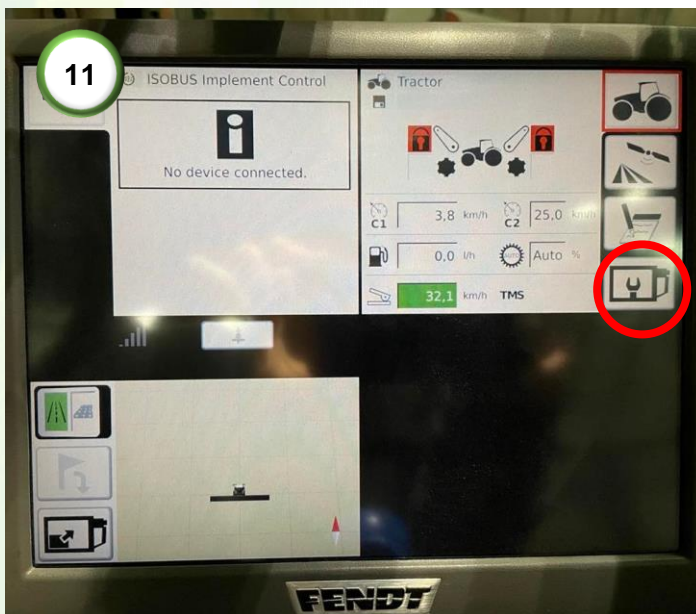 11
ISOBUS Implement Control
No device connected.
Tractor
C1 3,8 km/h C2 25,0 km/h
0,0 l/h AUTO Auto %
32,1 km/h TMS
FENDT